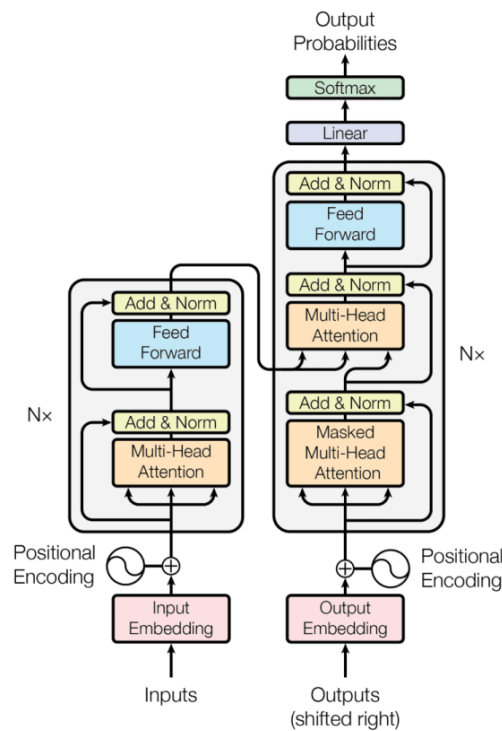 Output
Probabilities
Softmax
Linear
Add & Norm
Feed
Forward
Add & Norm
Multi-Head
Attention
Nx
Add & Norm
Masked
Multi-Head
Attention
Add & Norm
Feed
Forward
Nx
Add & Norm
Multi-Head
Attention
Positional
Encoding
Positional
Encoding
Input
Embedding
Output
Embedding
Inputs
Outputs
(shifted right)